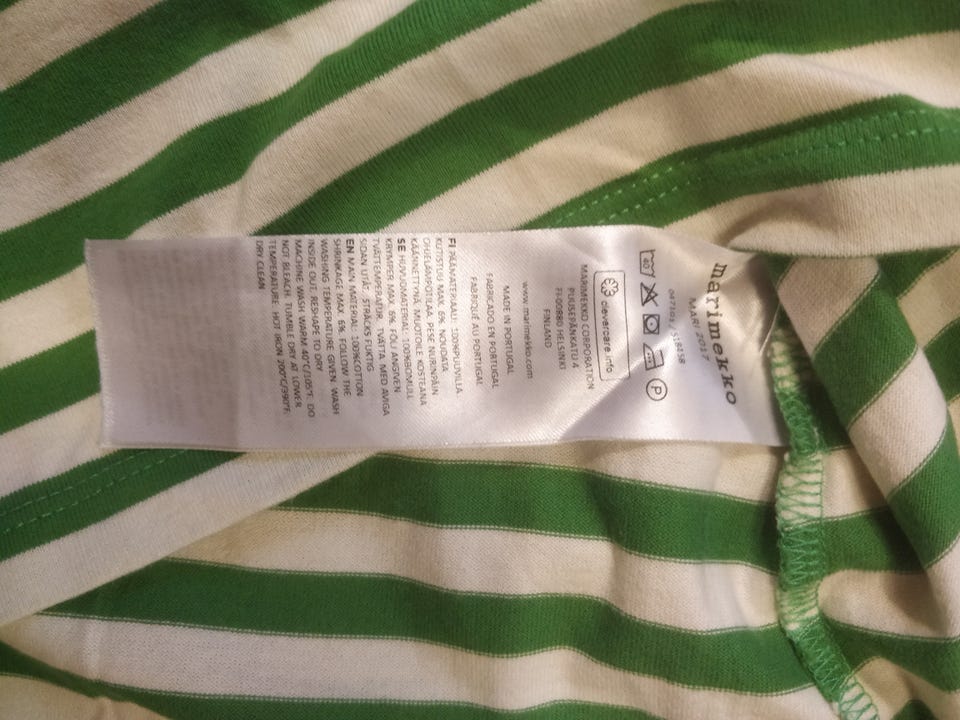 marimekko
MARI 2017
40
P
clevercare.info
MARIMEKKO CORPORATION
PUUSEPÄNKATU 4
FI-00880 HELSINKI
FINLAND
www.marimekko.com
MADE IN PORTUGAL
FABRICADO EN PORTUGAL
FABRIQUÉ AU PORTUGAL
FI PÄÄMATERIAALI: 100%PUUVILLA.
KUTISTUU MAX. 6%. NOUDATA
OHJELÄMPÖTILAA. PESE NURINPÄIN
KÄÄNNETTYNÄ. MUOTOILE KOSTEANA
SE HUVUDMATERIAL: 100%BOMULL
KRYMPER MAX. 6%. FÖLJ ANGIVEN
TVÄTTEMPERATUR. TVÄTTA MED AVIGA
SIDAN UTÅT. STRÄCKS FUKTIG
EN MAIN MATERIAL: 100%COTTON
SHRINKAGE MAX. 6%. FOLLOW THE
WASHING TEMPERATURE GIVEN. WASH
INSIDE OUT. RESHAPE TO DRY
MACHINE WASH WARM 40°C/105°F. DO
NOT BLEACH. TUMBLE DRY AT LOWER
TEMPERATURE. HOT IRON 200°C/390°F.
DRY CLEAN